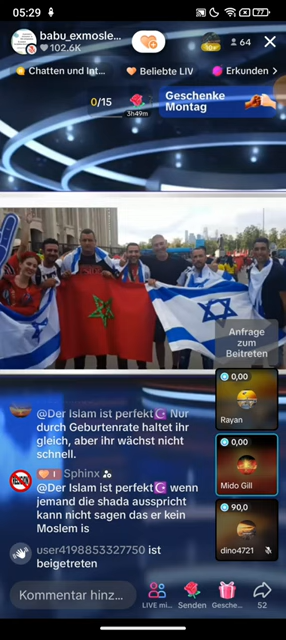 05:29
77
babu_exmosle...
102.6K
64
Chatten und Int...
Beliebte LIV
Erkunden
0/15
3h49m
Geschenke
Montag
Anfrage
zum
Beitreten
0,00
Rayan
0,00
Mido Gill
90,0
dino4721
@Der Islam ist perfekt☪ Nur
durch Geburtenrate haltet ihr
gleich, aber ihr wächst nicht
schnell.
Sphinx
@Der Islam ist perfekt☪ wenn
jemand die shada ausspricht
kann nicht sagen das er kein
Moslem is
user4198853327750 ist
beigetreten
Kommentar hinz...
LIVE mi...
Senden
Gesche...
52